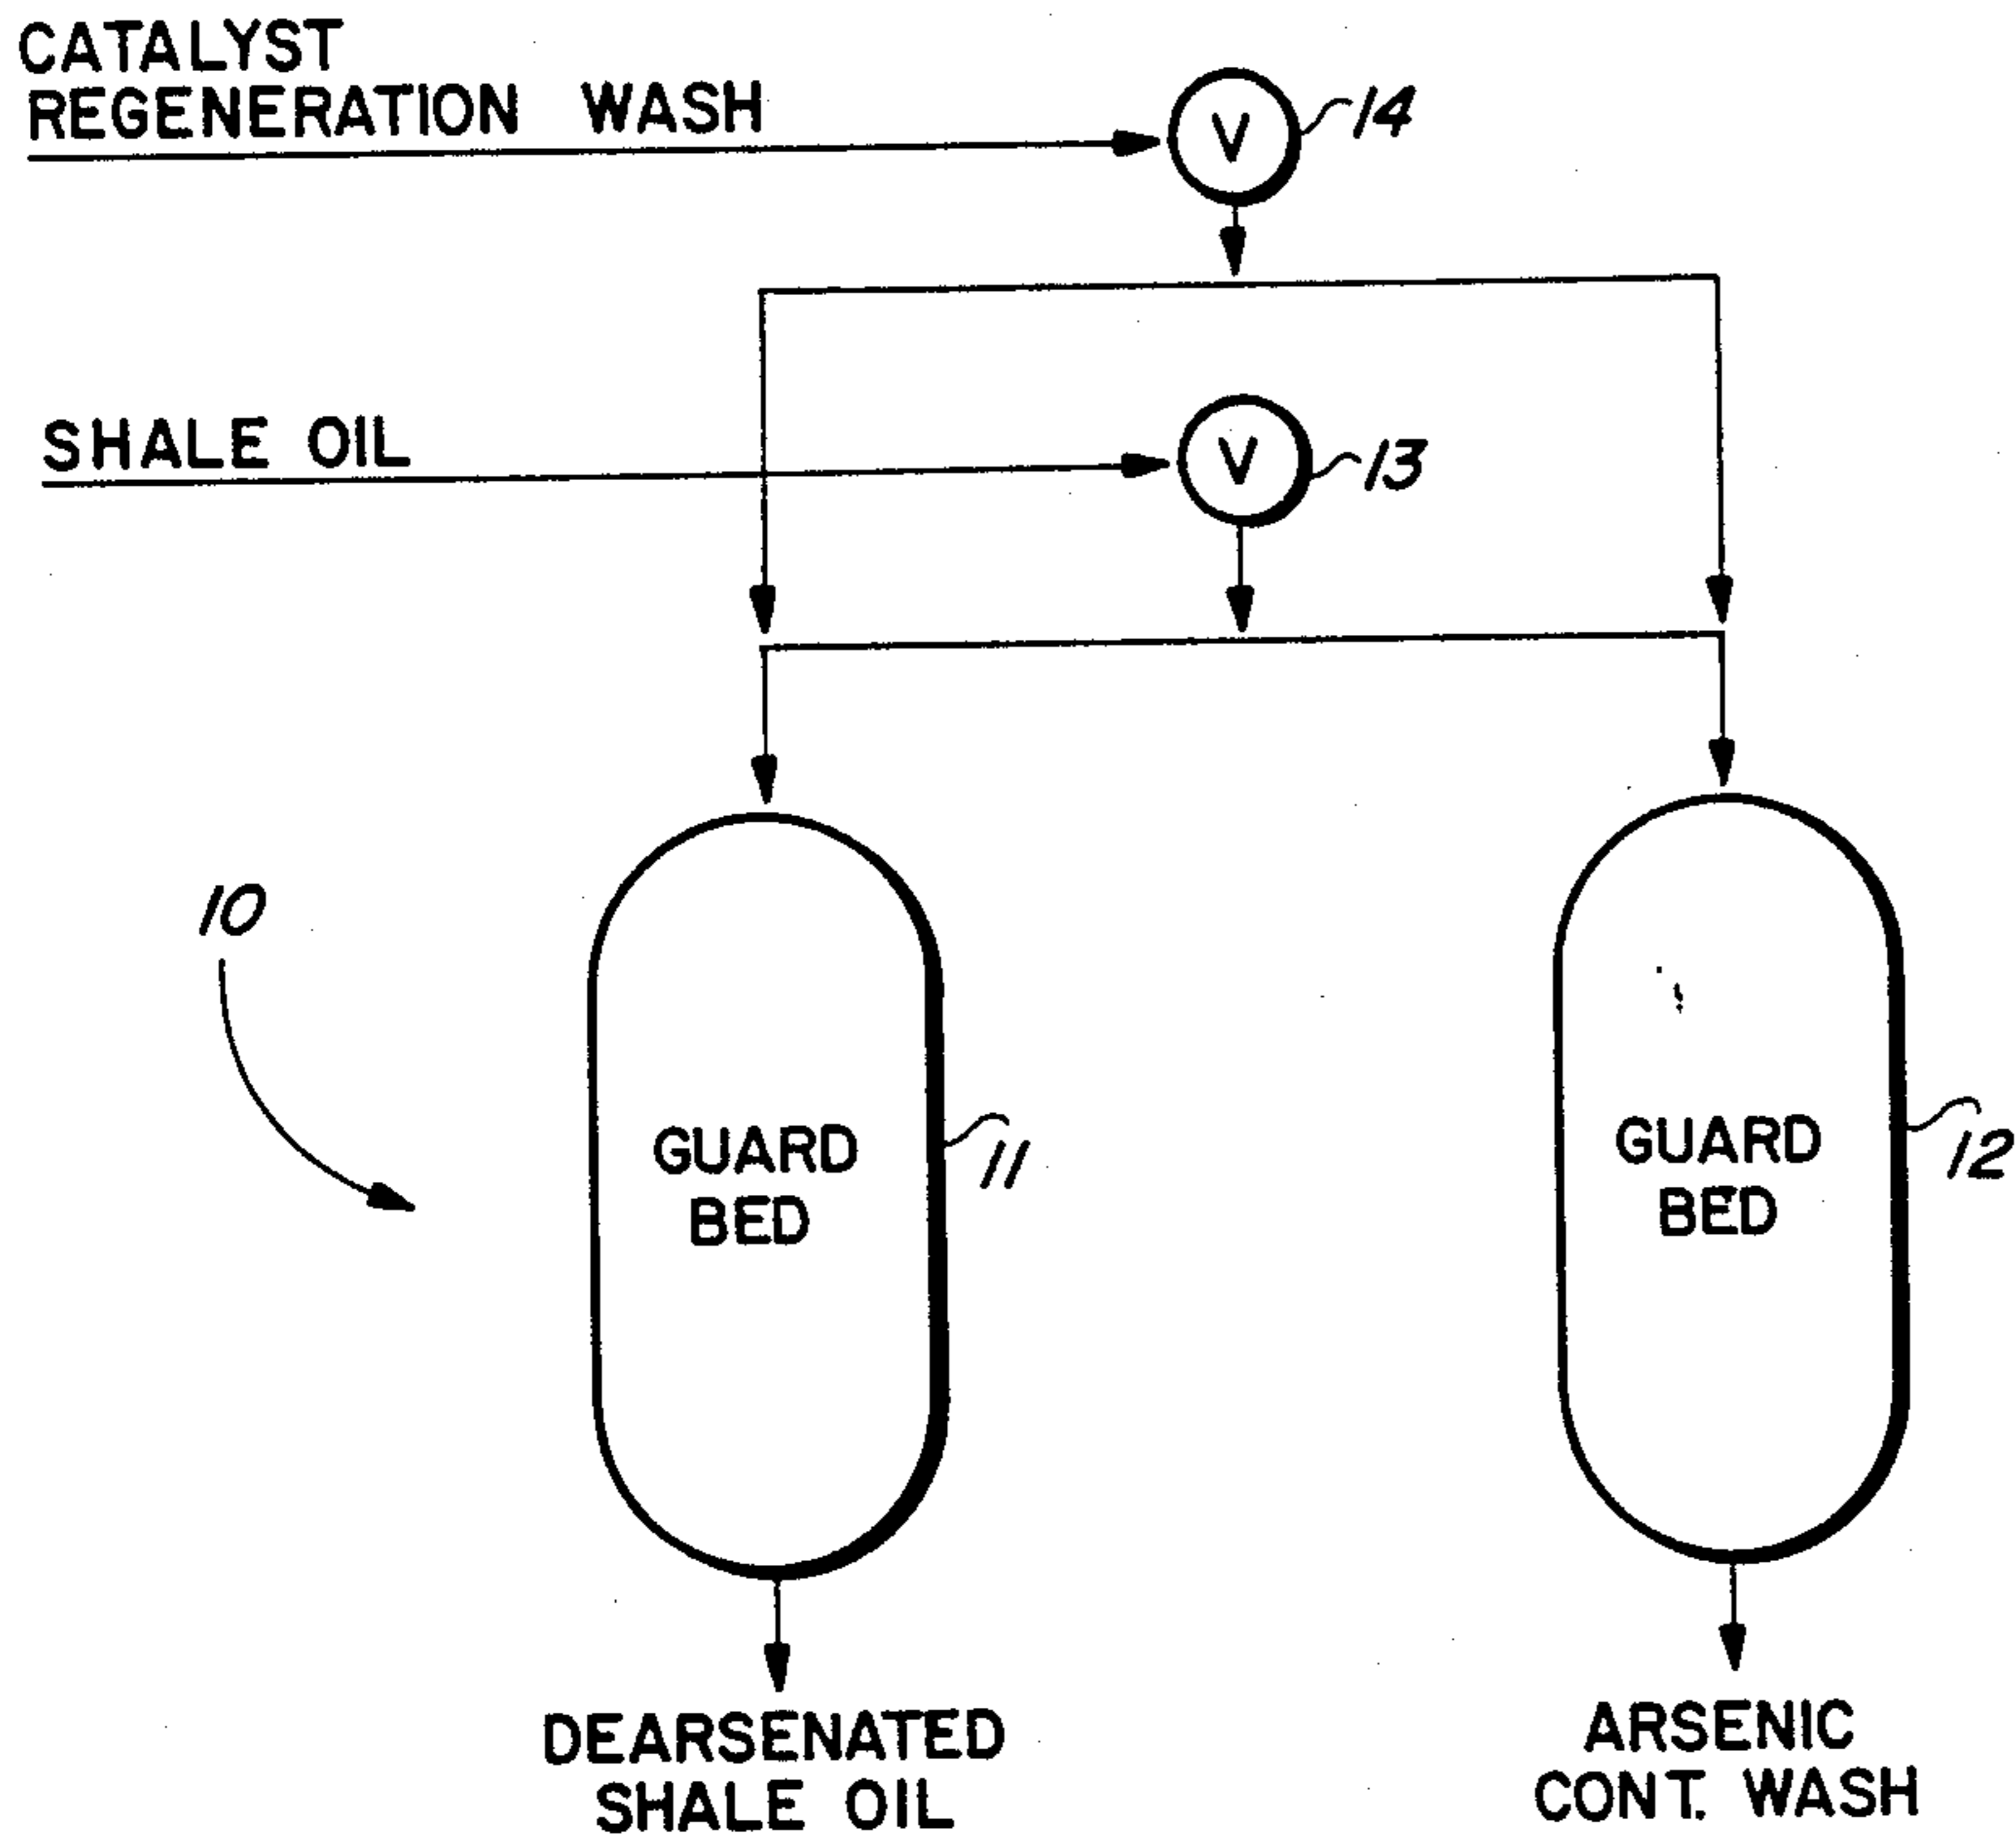 CATALYST
REGENERATION WASH
V
14
SHALE OIL
V
13
10
GUARD
BED
11
GUARD
BED
12
DEARSENATED
SHALE OIL
ARSENIC
CONT. WASH